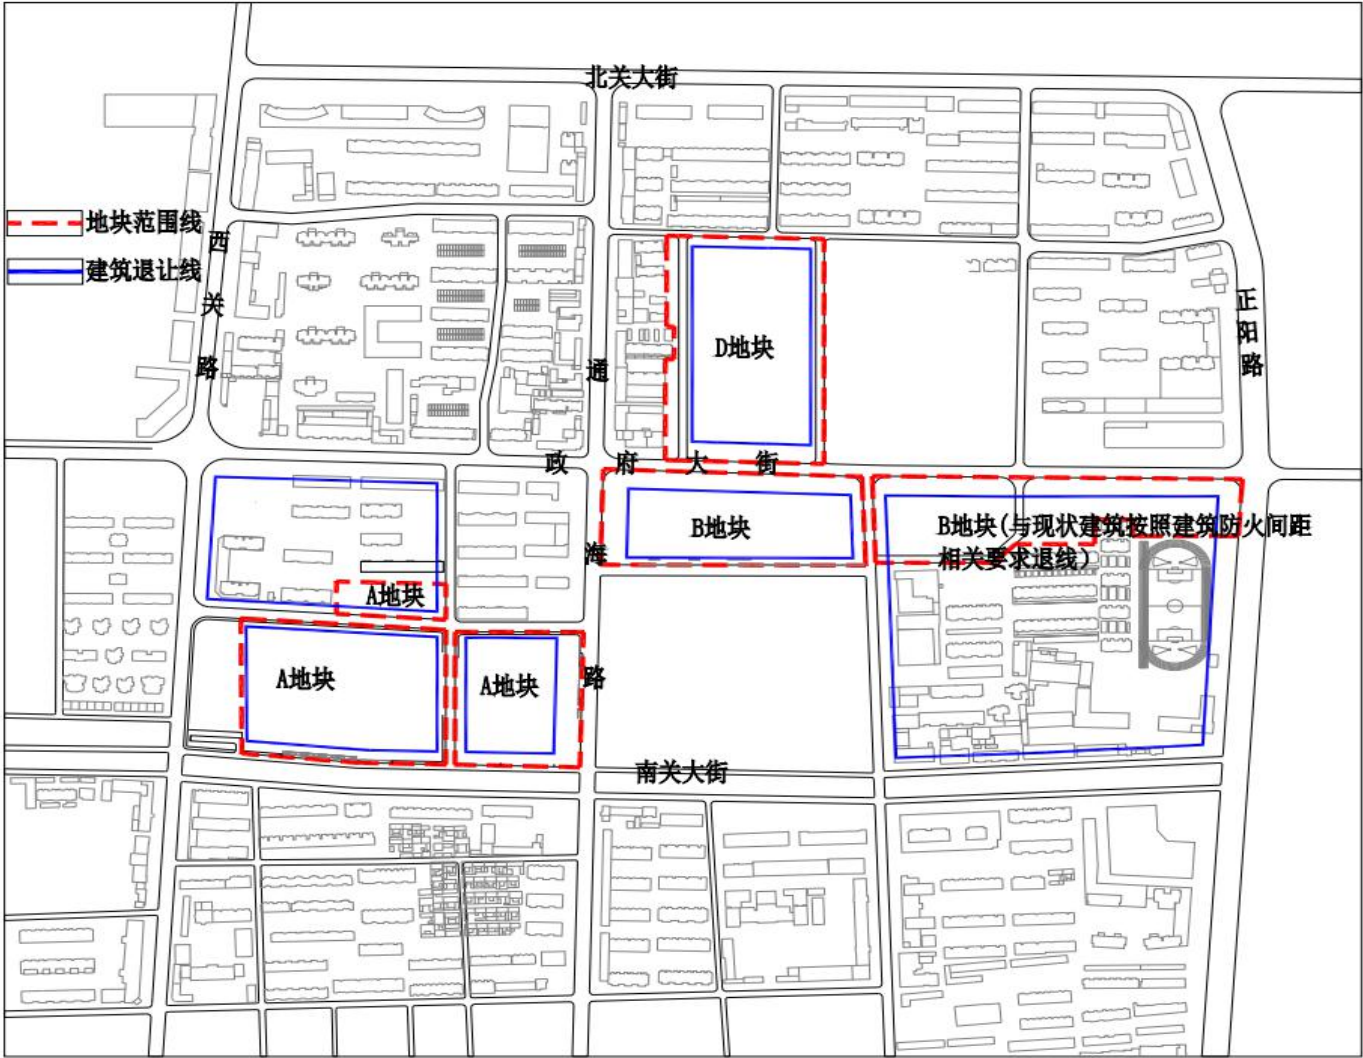 北关大街
地块范围线
建筑退让线
西关路
通海路
正阳路
D地块
政府大街
B地块
B地块(与现状建筑按照建筑防火间距
相关要求退线)
A地块
A地块
A地块
南关大街